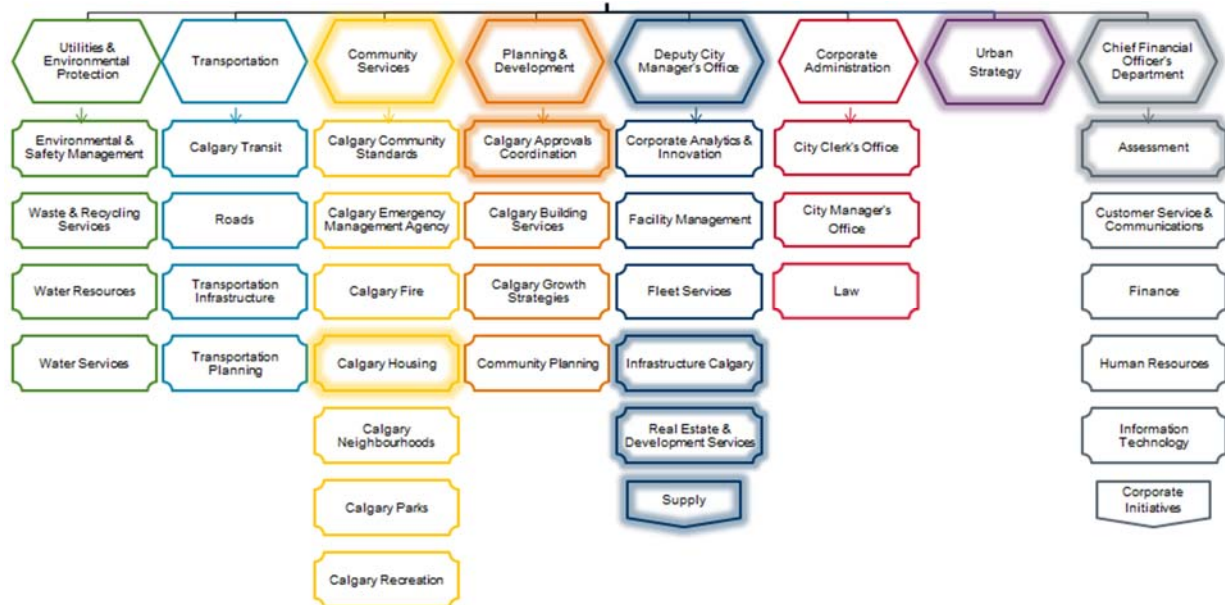 Utilities &
Environmental
Protection
Transportation
Community
Services
Planning &
Development
Deputy City
Manager's Office
Corporate
Administration
Urban
Strategy
Chief Financial
Officer's
Department
Environmental &
Safety Management
Waste & Recycling
Services
Water Resources
Water Services
Calgary Transit
Roads
Transportation
Infrastructure
Transportation
Planning
Calgary Community
Standards
Calgary Emergency
Management Agency
Calgary Fire
Calgary Housing
Calgary
Neighbourhoods
Calgary Parks
Calgary Recreation
Calgary Approvals
Coordination
Calgary Building
Services
Calgary Growth
Strategies
Community Planning
Corporate Analytics &
Innovation
Facility Management
Fleet Services
Infrastructure Calgary
Real Estate &
Development Services
Supply
City Clerk's Office
City Manager's
Office
Law
Assessment
Customer Service &
Communications
Finance
Human Resources
Information
Technology
Corporate
Initiatives